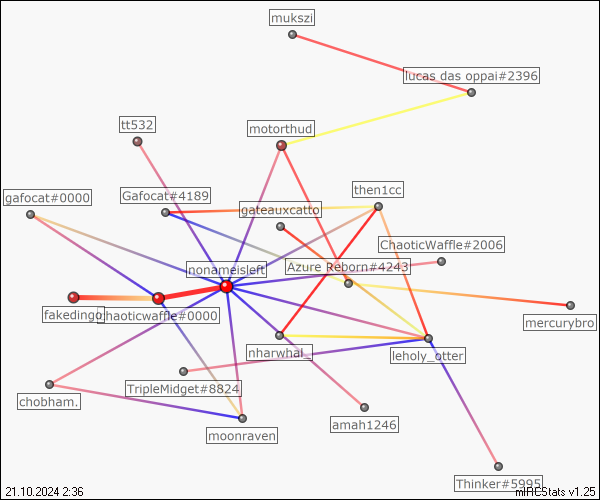 mukszi
lucas das oppai#2396
tt532
motorthud
gafocat#0000
Gafocat#4189
then1cc
gateauxcatto
ChaoticWaffle#2006
nonameisleft
Azure Reborn#4243
fakedingo
chaoticwaffle#0000
mercurybro
nharwhal_
leholy_otter
TripleMidget#8824
chobham.
amah1246
moonraven
Thinker#5995
21.10.2024 2:36
mIRCStats v1.25